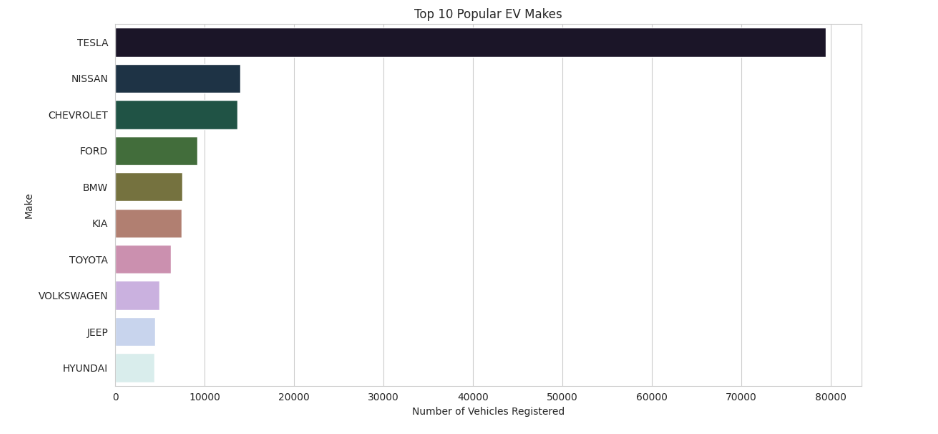 Top 10 Popular EV Makes
Make
TESLA
NISSAN
CHEVROLET
FORD
BMW
KIA
TOYOTA
VOLKSWAGEN
JEEP
HYUNDAI
0 10000 20000 30000 40000 50000 60000 70000 80000
Number of Vehicles Registered